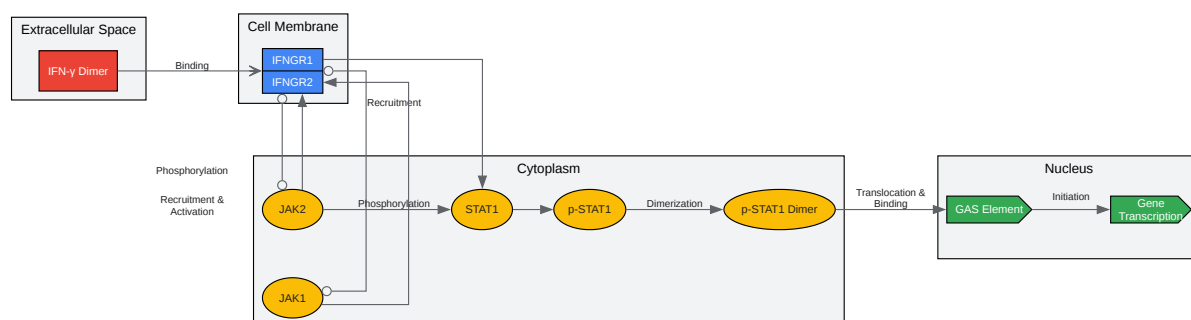 Extracellular Space
Cell Membrane
IFN-γ Dimer
Binding
IFNGR1
IFNGR2
Recruitment
Phosphorylation
Recruitment &
Activation
Cytoplasm
JAK2
Phosphorylation
STAT1
p-STAT1
Dimerization
p-STAT1 Dimer
Translocation &
Binding
JAK1
Nucleus
GAS Element
Initiation
Gene
Transcription